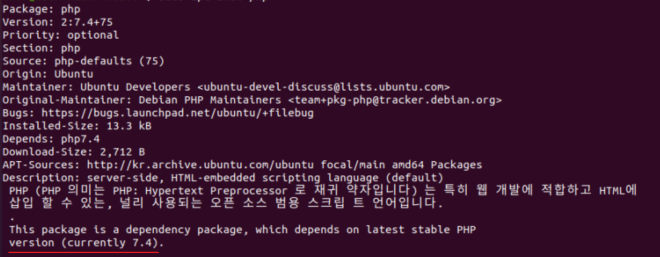 Package: php
Version: 2:7.4+75
Priority: optional
Section: php
Source: php-defaults (75)
Origin: Ubuntu
Maintainer: Ubuntu Developers <ubuntu-devel-discuss@lists.ubuntu.com>
Original-Maintainer: Debian PHP Maintainers <team+pkg-php@tracker.debian.org>
Bugs: https://bugs.launchpad.net/ubuntu/+filebug
Installed-Size: 13.3 kB
Depends: php7.4
Download-Size: 2,712 B
APT-Sources: http://kr.archive.ubuntu.com/ubuntu focal/main amd64 Packages
Description: server-side, HTML-embedded scripting language (default)
PHP (PHP 의미는 PHP: Hypertext Preprocessor 로 재귀 약자입니다) 는 특히 웹 개발에 적합하고 HTML에
삽입 할 수 있는, 널리 사용되는 오픈 소스 범용 스크립 트 언어입니다.
.
This package is a dependency package, which depends on latest stable PHP
version (currently 7.4).